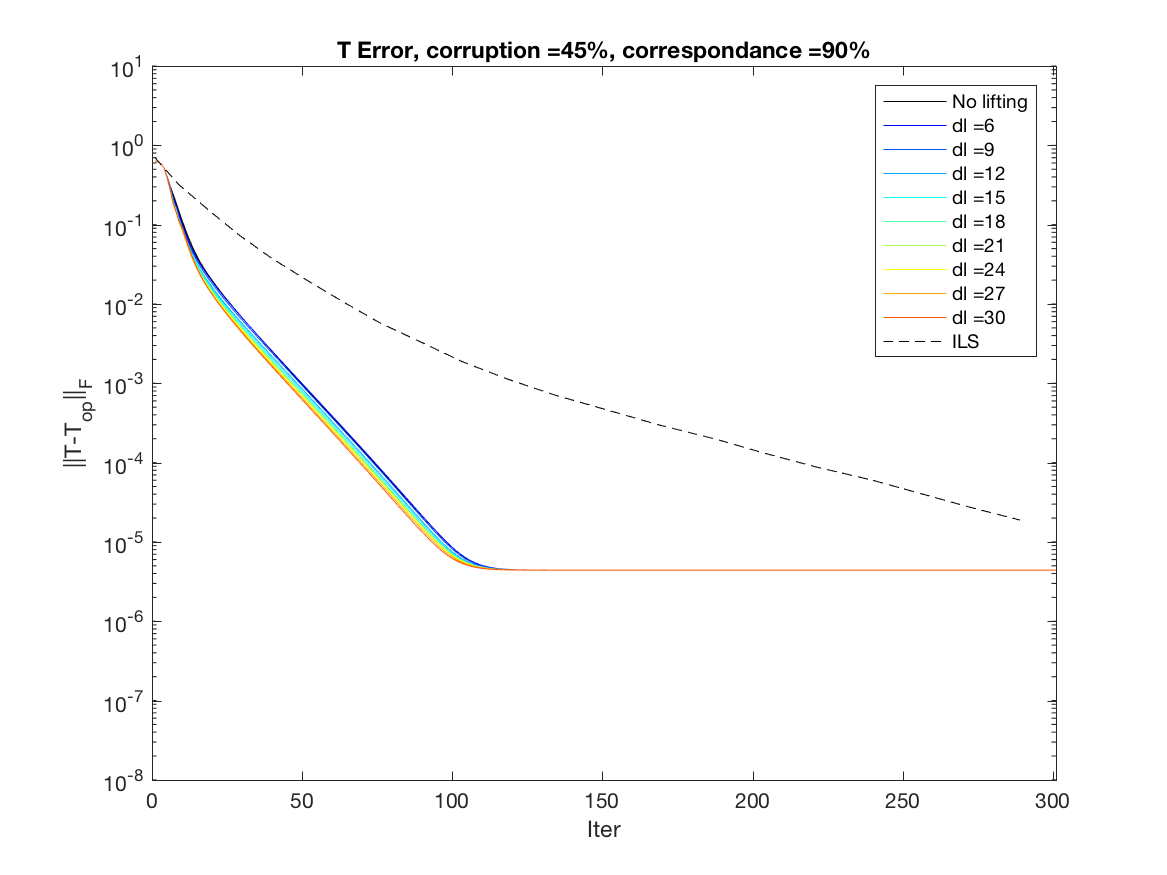 T Error, corruption =45%, correspondance =90%
10^1
10^0
10^-1
10^-2
10^-3
10^-4
10^-5
10^-6
10^-7
10^-8
||T-T_op||_F
0
50
100
150
200
250
300
Iter
No lifting
dl =6
dl =9
dl =12
dl =15
dl =18
dl =21
dl =24
dl =27
dl =30
ILS